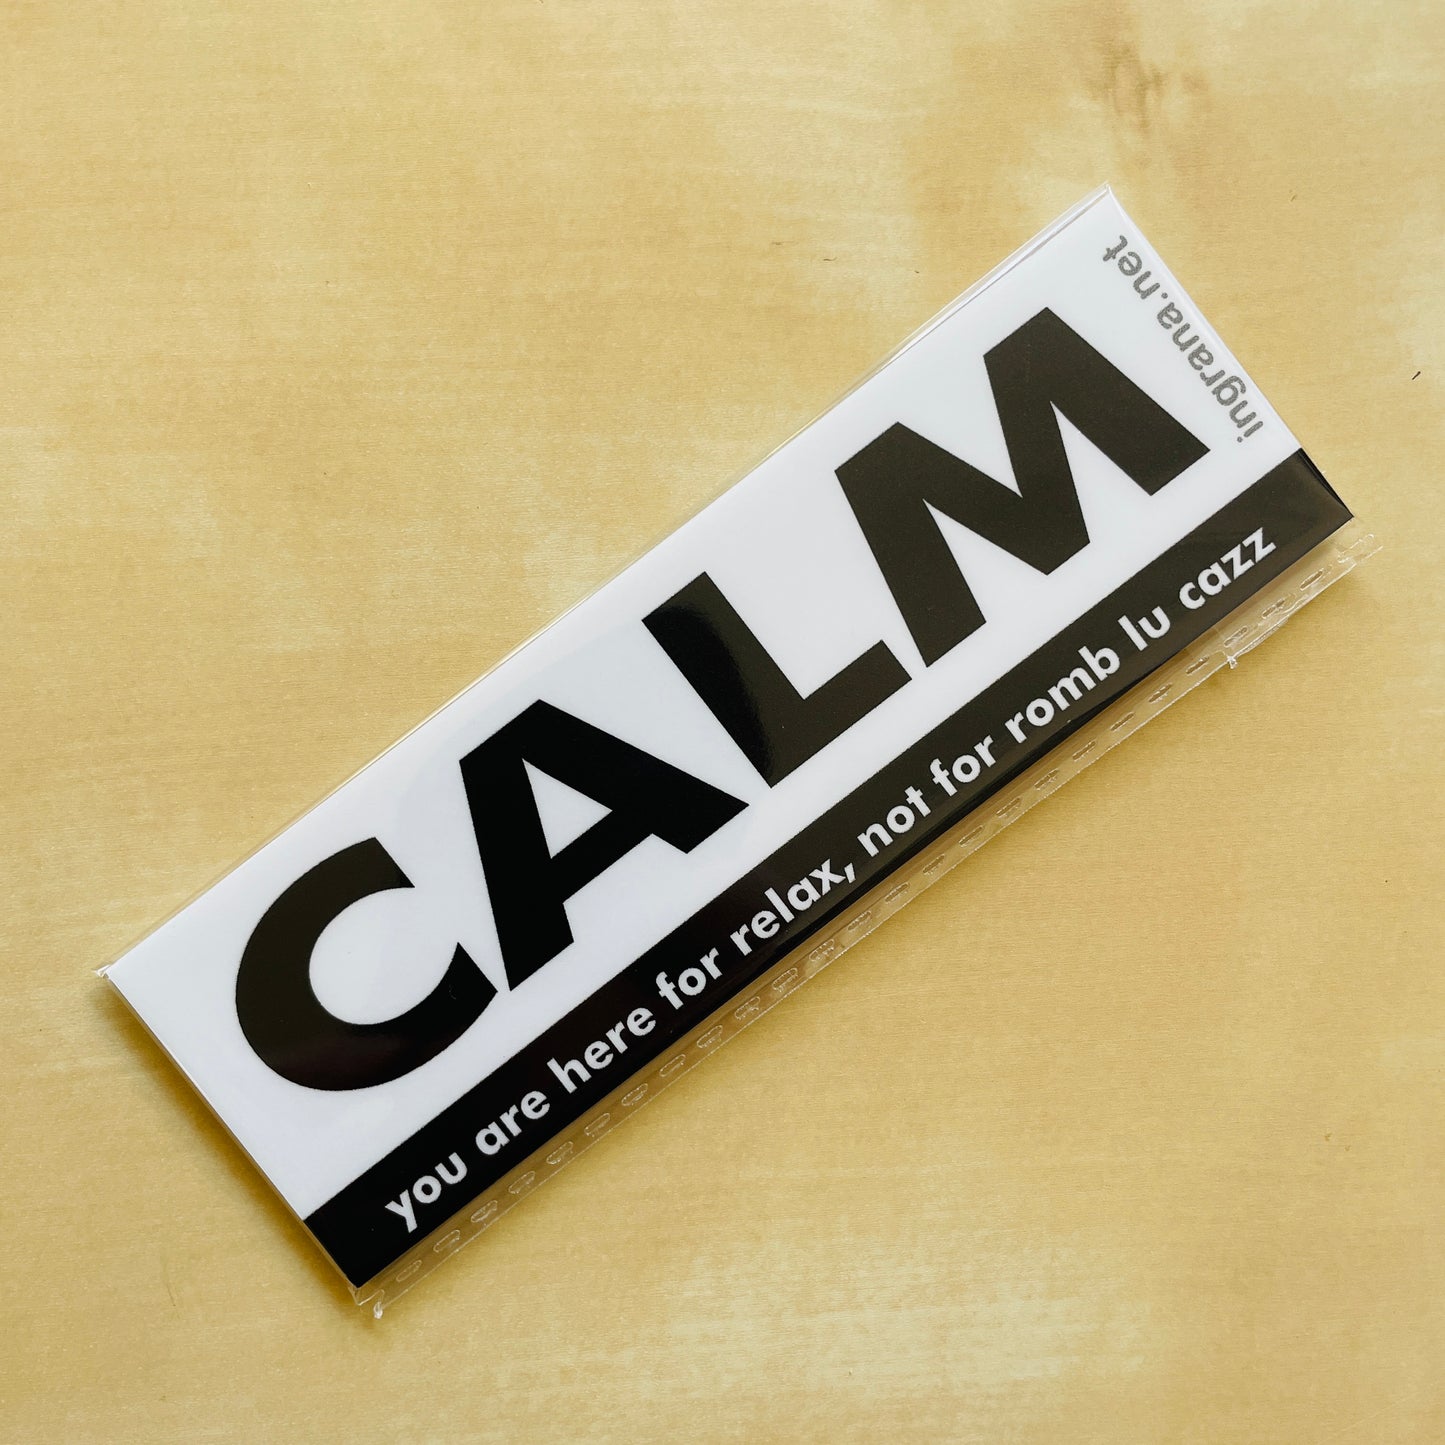 CALM
you are here for relax, not for romb lu cazz
ingrana.net